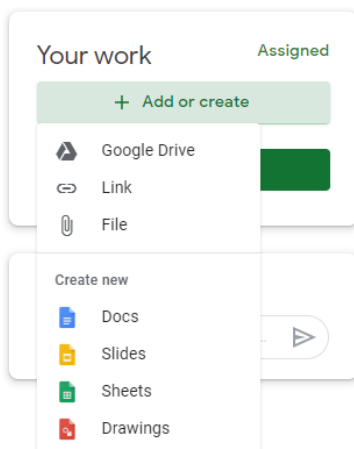 Your work
Assigned
+ Add or create
Google Drive
Link
File
Create new
Docs
Slides
Sheets
Drawings